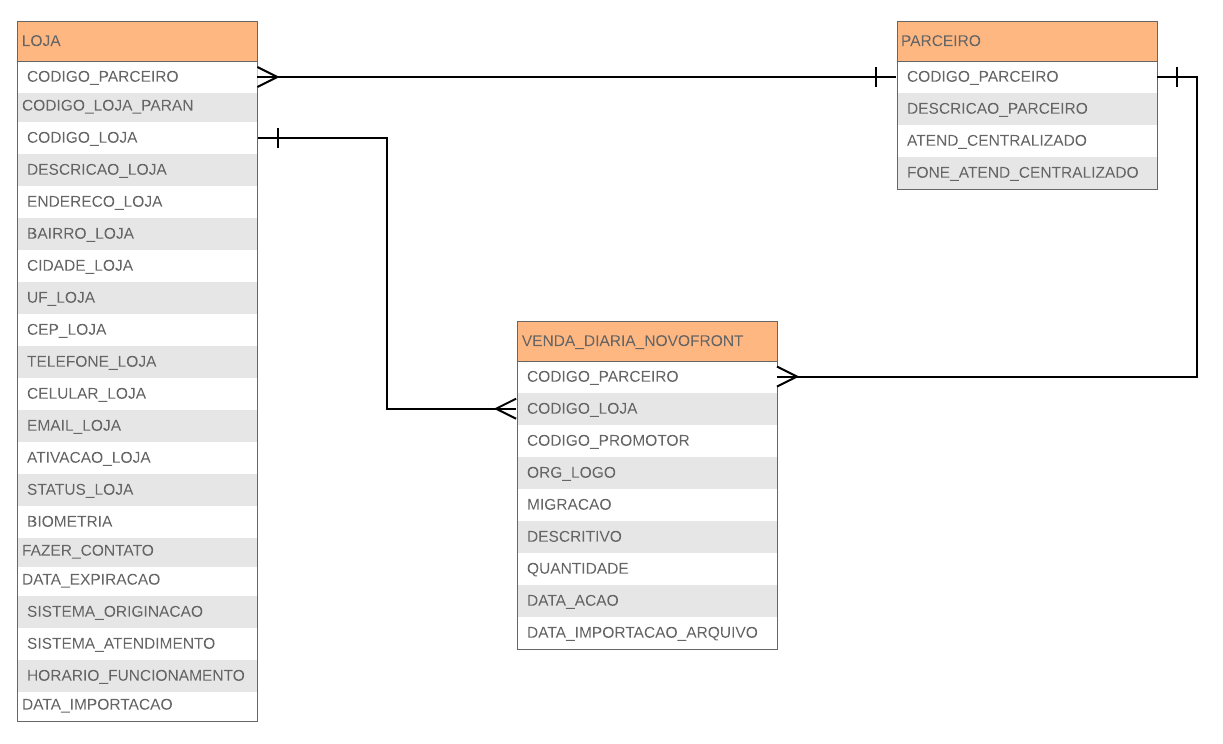 LOJA
CODIGO_PARCEIRO
CODIGO_LOJA_PARAN
CODIGO_LOJA
DESCRICAO_LOJA
ENDERECO_LOJA
BAIRRO_LOJA
CIDADE_LOJA
UF_LOJA
CEP_LOJA
TELEFONE_LOJA
CELULAR_LOJA
EMAIL_LOJA
ATIVACAO_LOJA
STATUS_LOJA
BIOMETRIA
FAZER_CONTATO
DATA_EXPIRACAO
SISTEMA_ORIGINACAO
SISTEMA_ATENDIMENTO
HORARIO_FUNCIONAMENTO
DATA_IMPORTACAO
PARCEIRO
CODIGO_PARCEIRO
DESCRICAO_PARCEIRO
ATEND_CENTRALIZADO
FONE_ATEND_CENTRALIZADO
VENDA_DIARIA_NOVOFRONT
CODIGO_PARCEIRO
CODIGO_LOJA
CODIGO_PROMOTOR
ORG_LOGO
MIGRACAO
DESCRITIVO
QUANTIDADE
DATA_ACAO
DATA_IMPORTACAO_ARQUIVO